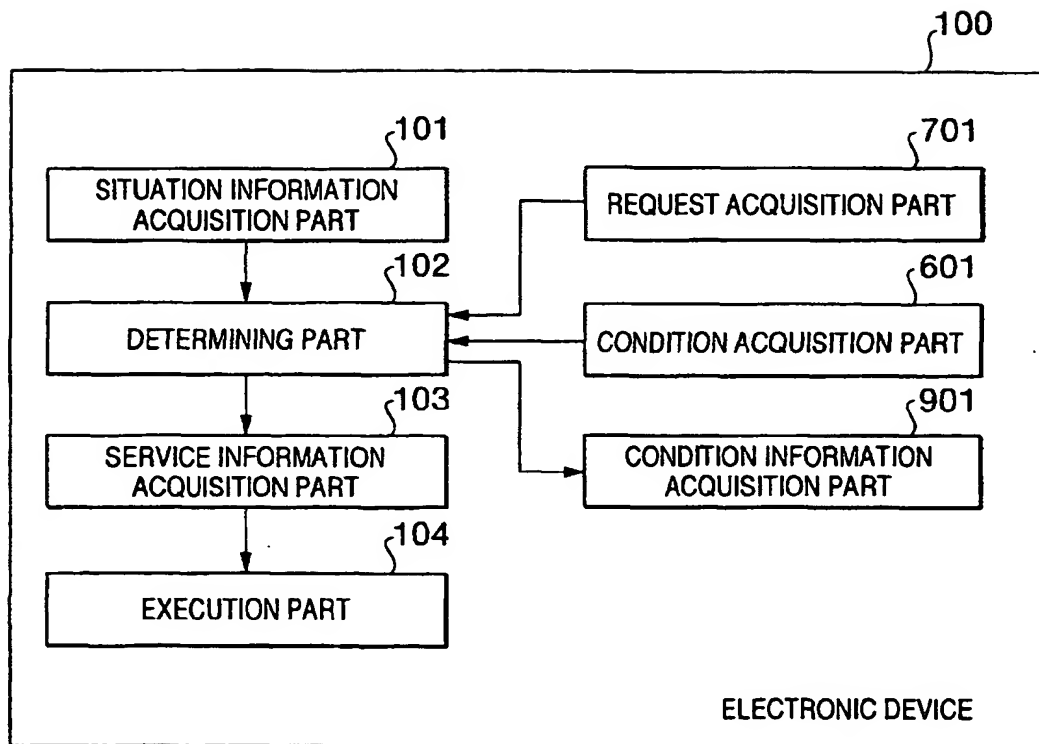 100
101
SITUATION INFORMATION
ACQUISITION PART
102
DETERMINING PART
103
SERVICE INFORMATION
ACQUISITION PART
104
EXECUTION PART
701
REQUEST ACQUISITION PART
601
CONDITION ACQUISITION PART
901
CONDITION INFORMATION
ACQUISITION PART
ELECTRONIC DEVICE